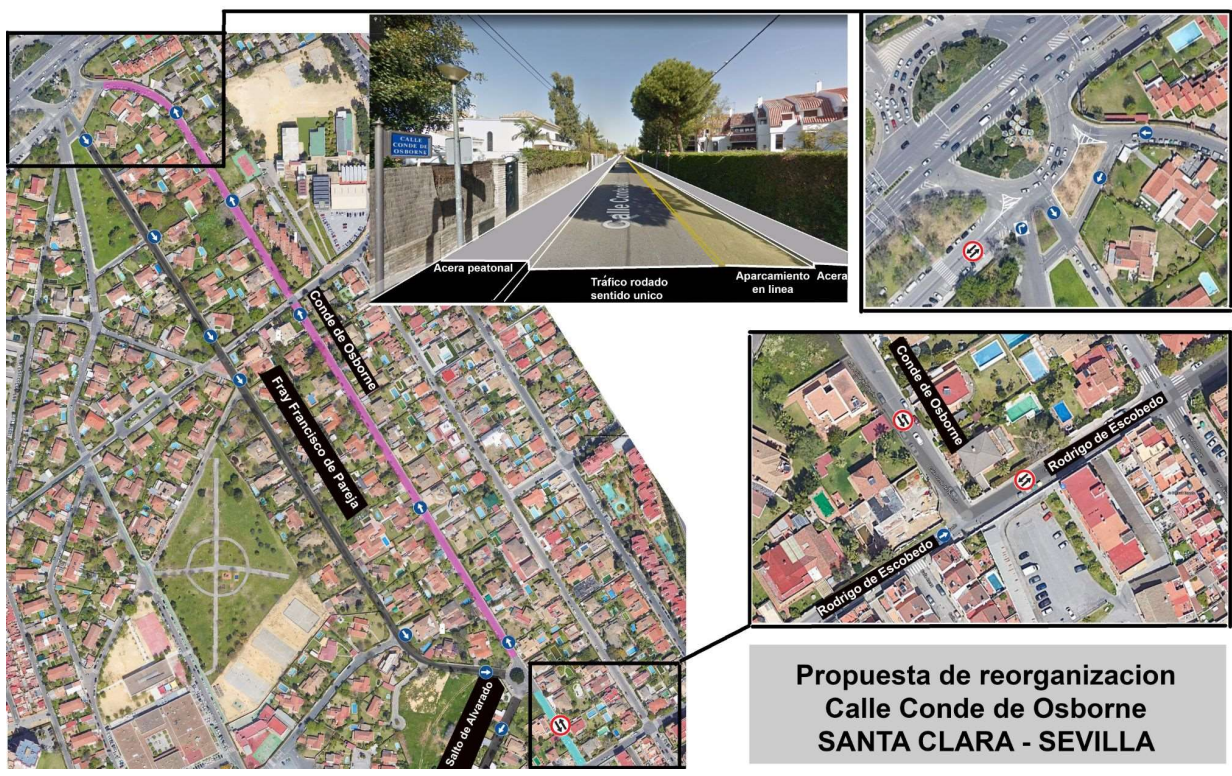 CALLE
CONDE DE
OSBORNE
Calle Conde
Acera peatonal
Tráfico rodado
sentido unico
Aparcamiento
en linea
Acera
Conde de Osborne
Fray Francisco de Pareja
Salto de Alvarado
Conde de Osborne
Rodrigo de Escobedo
Rodrigo de Escobedo
Propuesta de reorganizacion
Calle Conde de Osborne
SANTA CLARA - SEVILLA